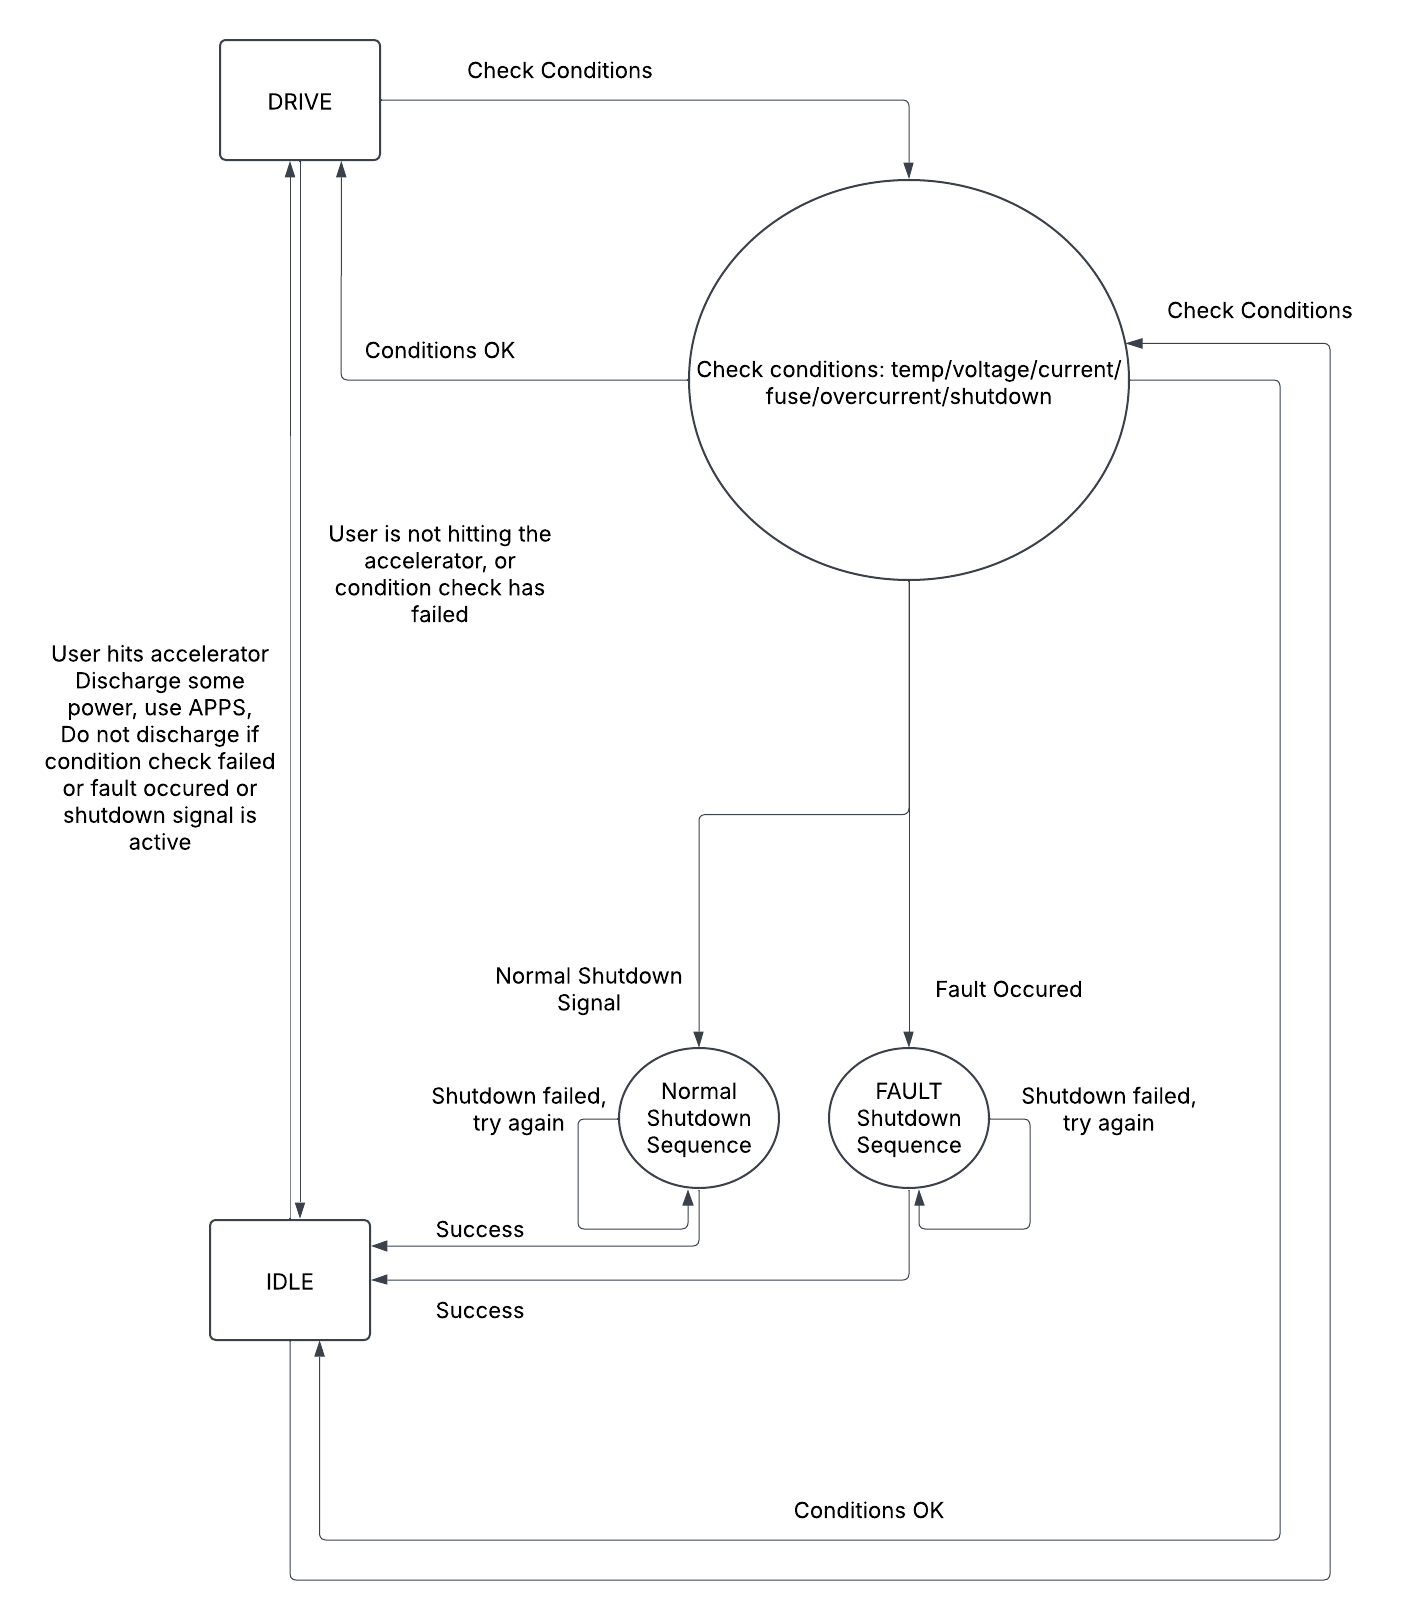 Check Conditions
DRIVE
Check Conditions
Conditions OK
Check conditions: temp/voltage/current/
fuse/overcurrent/shutdown
User is not hitting the
accelerator, or
condition check has
failed
User hits accelerator
Discharge some
power, use APPS,
Do not discharge if
condition check failed
or fault occured or
shutdown signal is
active
Normal Shutdown
Signal
Fault Occured
Shutdown failed,
try again
Normal
Shutdown
Sequence
FAULT
Shutdown
Sequence
Shutdown failed,
try again
Success
IDLE
Success
Conditions OK